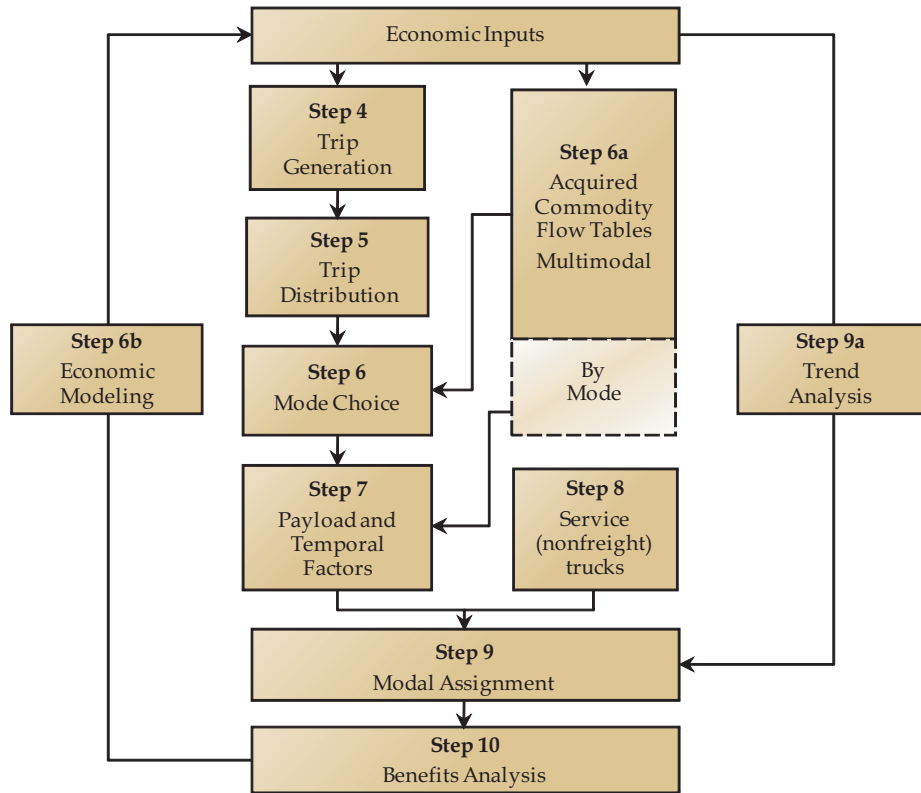 Economic Inputs
Step 4
Trip
Generation
Step 6a
Acquired
Commodity
Flow Tables
Multimodal
Step 5
Trip
Distribution
Step 6b
Economic
Modeling
Step 6
Mode Choice
By
Mode
Step 9a
Trend
Analysis
Step 7
Payload and
Temporal
Factors
Step 8
Service
(nonfreight)
trucks
Step 9
Modal Assignment
Step 10
Benefits Analysis